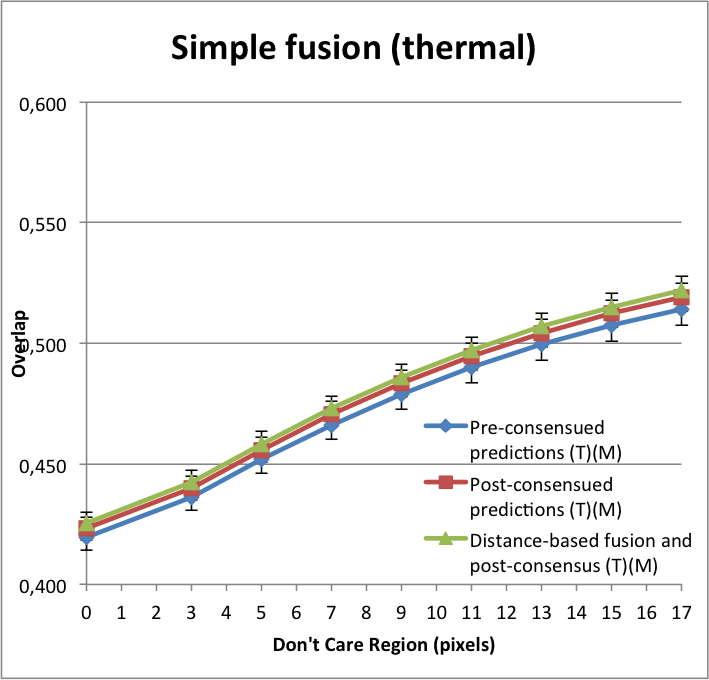 Simple fusion (thermal)
0,600
0,550
0,500
0,450
0,400
Overlap
Pre-consensued
predictions (T)(M)
Post-consensued
predictions (T)(M)
Distance-based fusion and
post-consensus (T)(M)
0 1 2 3 4 5 6 7 8 9 10 11 12 13 14 15 16 17
Don't Care Region (pixels)